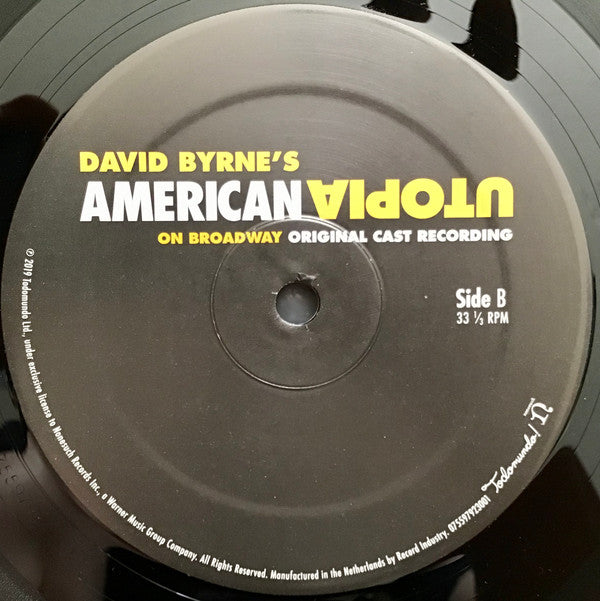 DAVID BYRNE'S
AMERICAN UTOPIA
ON BROADWAY ORIGINAL CAST RECORDING
Side B
33 ⅓ RPM
℗ 2019 Todomundo Ltd., under exclusive license to Nonesuch Records Inc., a Warner Music Group Company. All Rights Reserved. Manufactured in the Netherlands by Record Industry. 075597923001
Todomundo/